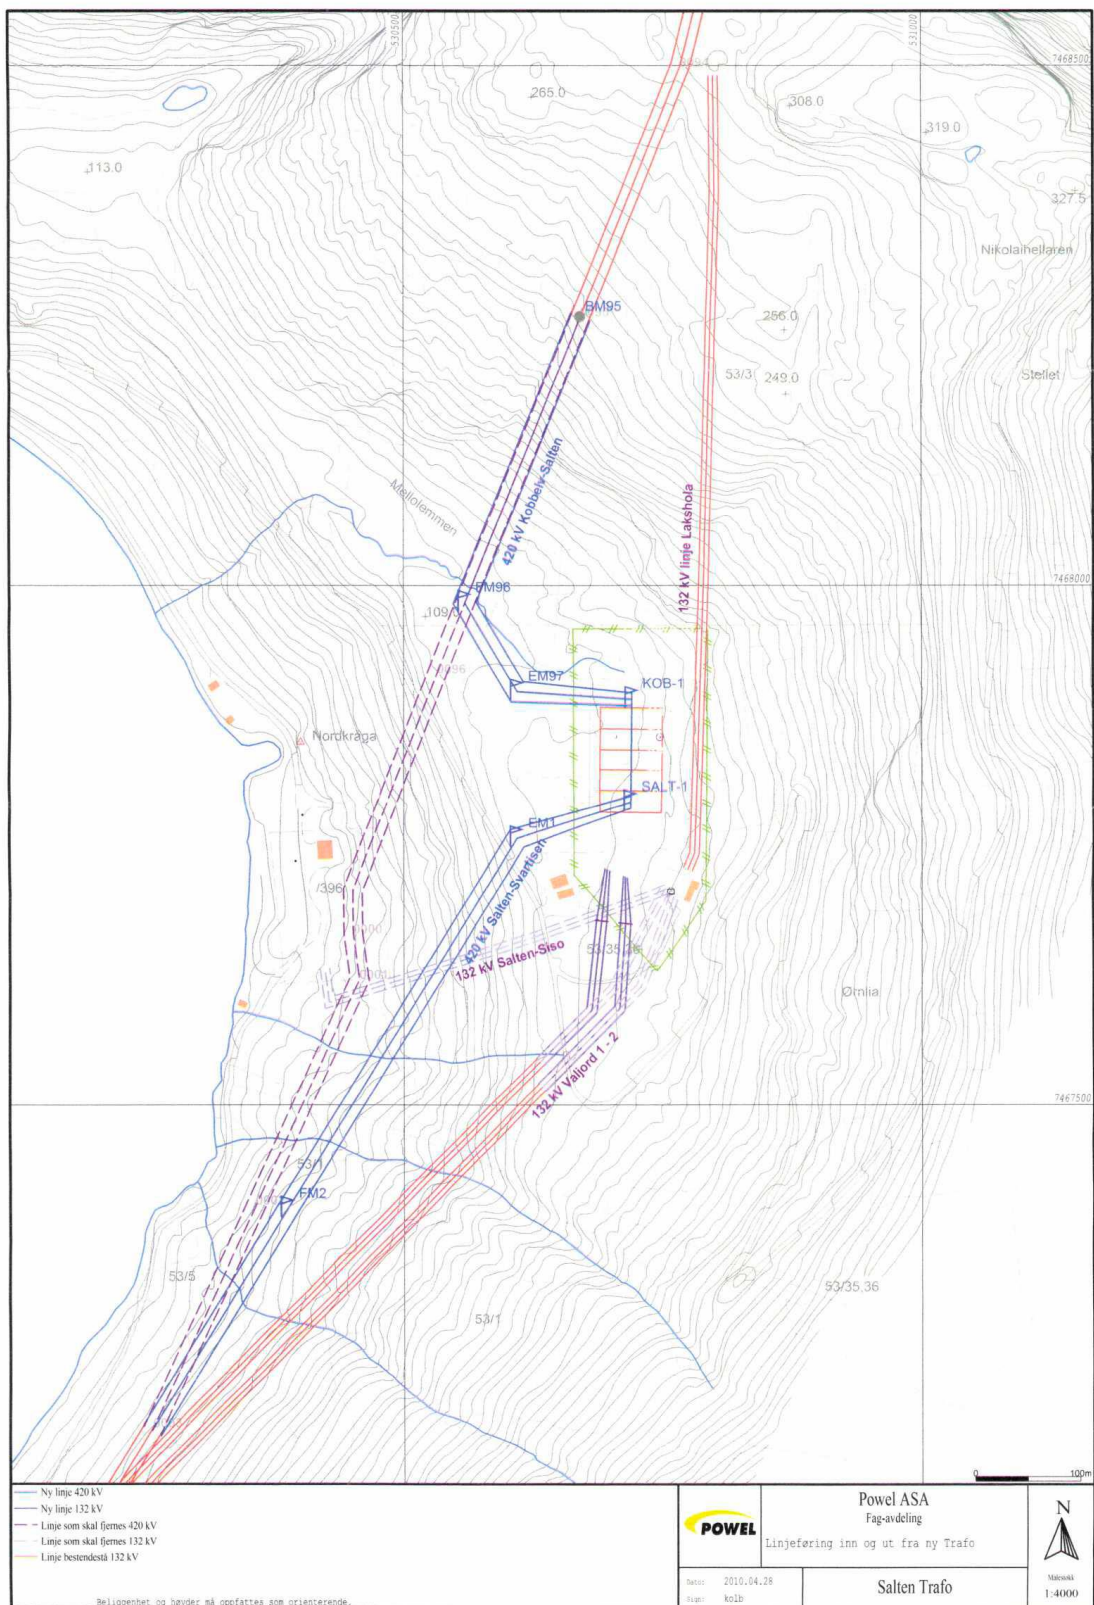 530500
531000
7468500
265.0
308.0
319.0
113.0
327.5
Nikolaihellaren
BM95
256.0
53/3
249.0
Stellet
420 kV Kobbelv-Salten
132 kV linje Lakshola
7468000
FM96
109.0
EM97
KOB-1
Nordkråga
SALT-1
EM1
420 kV Salten-Svartisen
132 kV Salten-Siso
53/35,36
Ørnlia
132 kV Valjord 1 - 2
7467500
53/1
FM2
53/5
53/35,36
53/1
0 100m
Ny linje 420 kV
Ny linje 132 kV
Linje som skal fjernes 420 kV
Linje som skal fjernes 132 kV
Linje bestendestå 132 kV
Beliggenhet og høyder må oppfattes som orienterende.
POWEL
Powel ASA
Fag-avdeling
Linjeføring inn og ut fra ny Trafo
Dato: 2010.04.28
Sign: kolb
Salten Trafo
N
Målestokk
1:4000